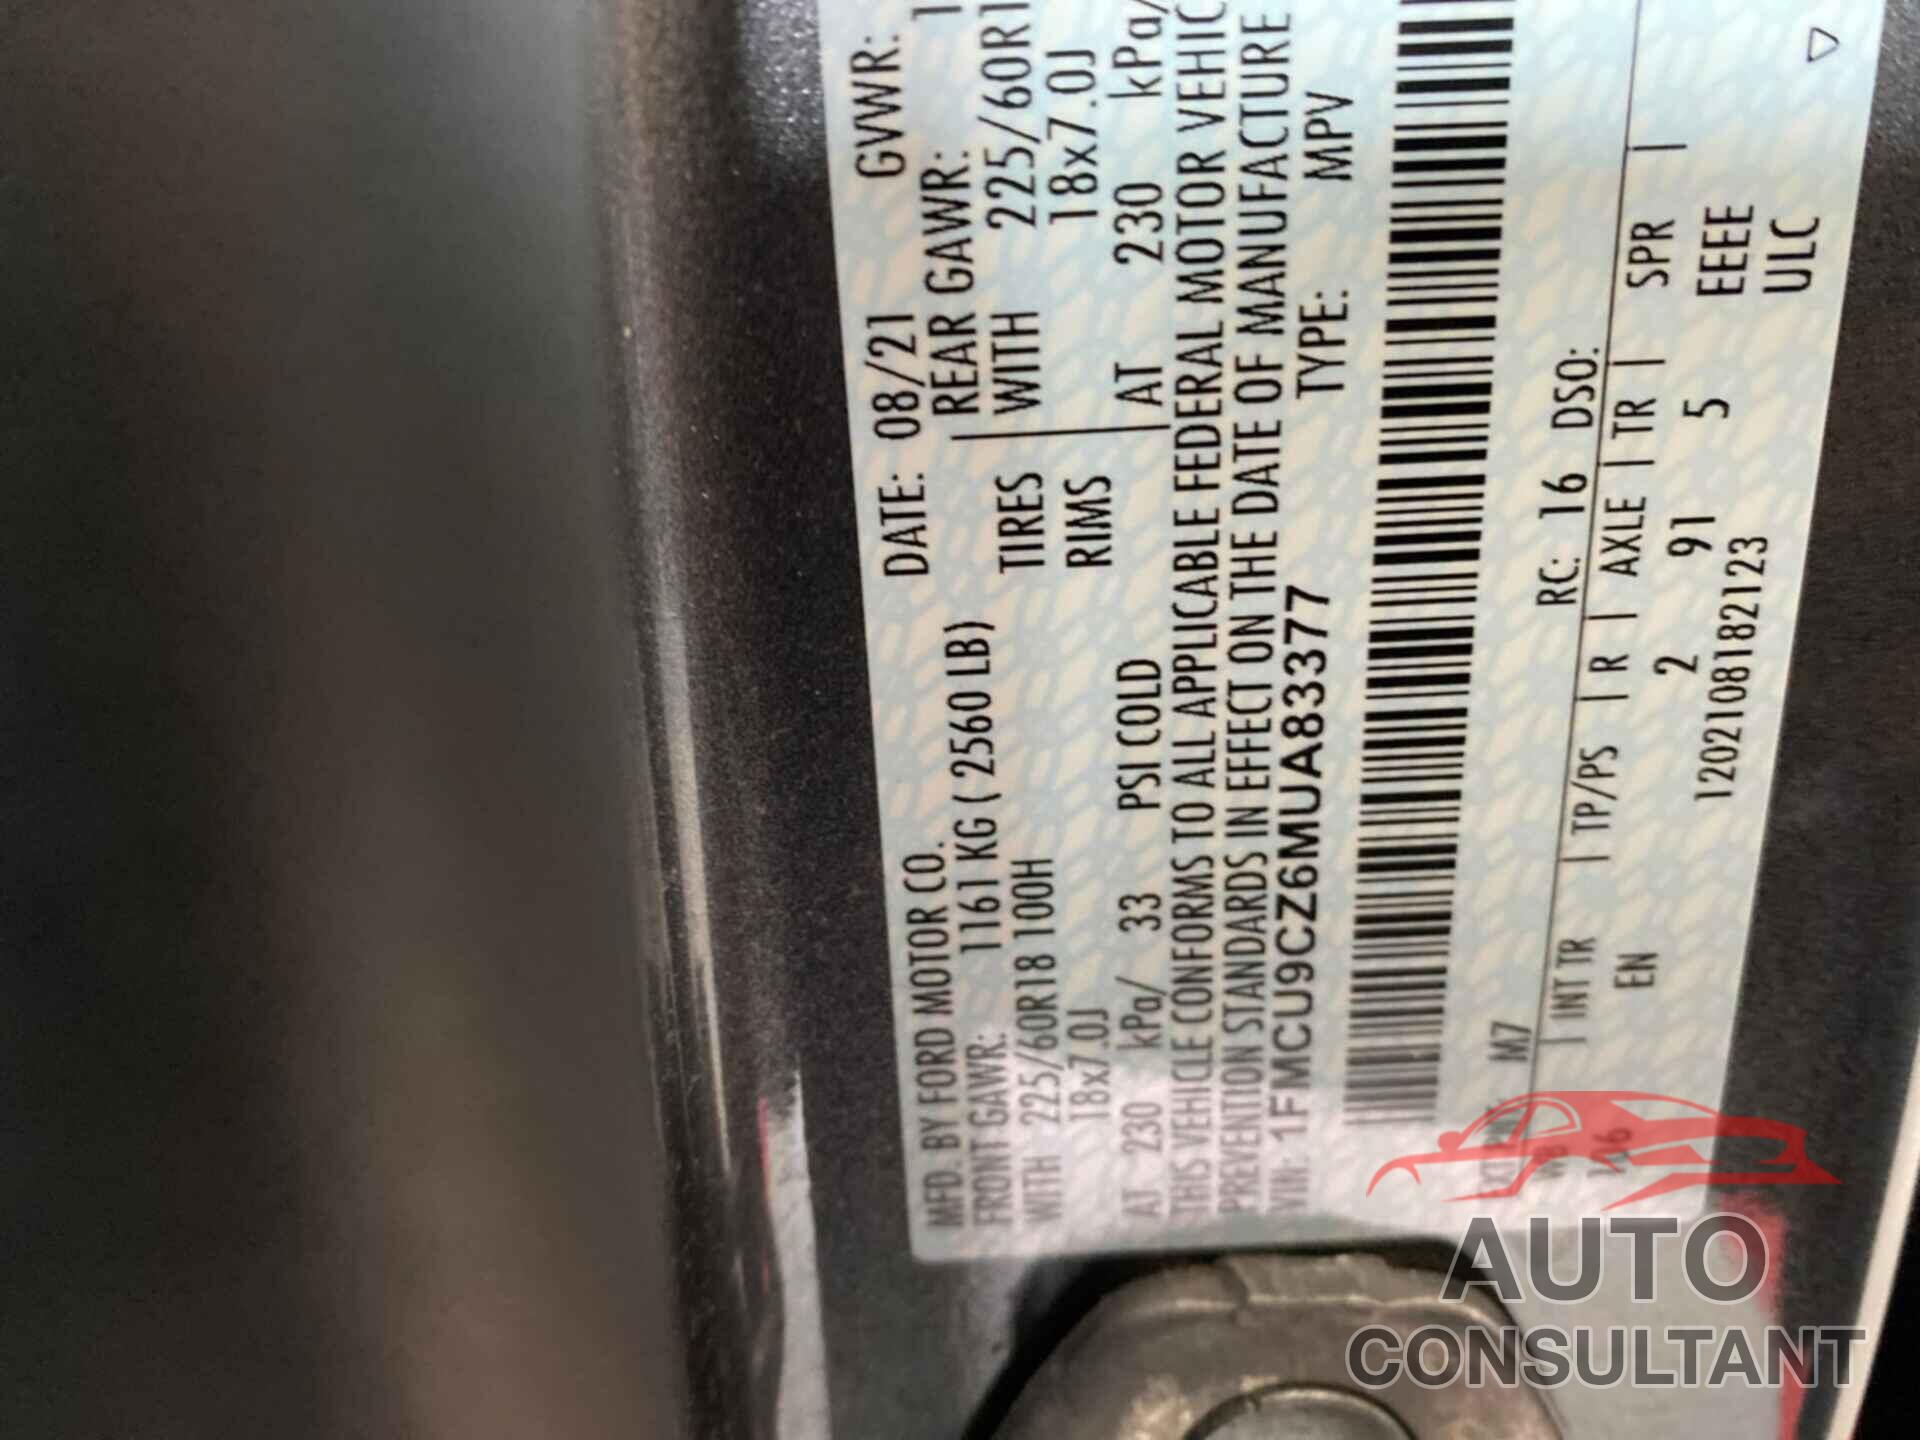 MFD. BY FORD MOTOR CO. DATE: 08/21 GVWR:
FRONT GAWR: 1161 KG ( 2560 LB) REAR GAWR:
WITH 225/60R18 100H TIRES WITH 225/60R1
18x7.0J RIMS 18x7.0J
AT 230 kPa/ 33 PSI COLD AT 230 kPa/
THIS VEHICLE CONFORMS TO ALL APPLICABLE FEDERAL MOTOR VEHIC
PREVENTION STANDARDS IN EFFECT ON THE DATE OF MANUFACTURE
VIN: 1FMCU9CZ6MUA83377 TYPE: MPV
M7 RC: 16 DSO:
WB | INT TR | TP/PS | R | AXLE | TR | SPR |
EN 2 91 5 EEEE
1202108182123 ULC
AUTO
CONSULTANT